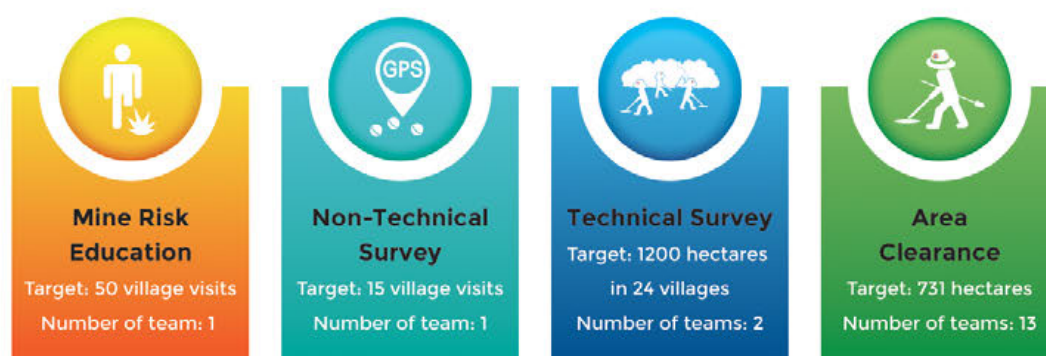 GPS
Mine Risk
Education
Target: 50 village visits
Number of team: 1
Non-Technical
Survey
Target: 15 village visits
Number of team: 1
Technical Survey
Target: 1200 hectares
in 24 villages
Number of teams: 2
Area
Clearance
Target: 731 hectares
Number of teams: 13